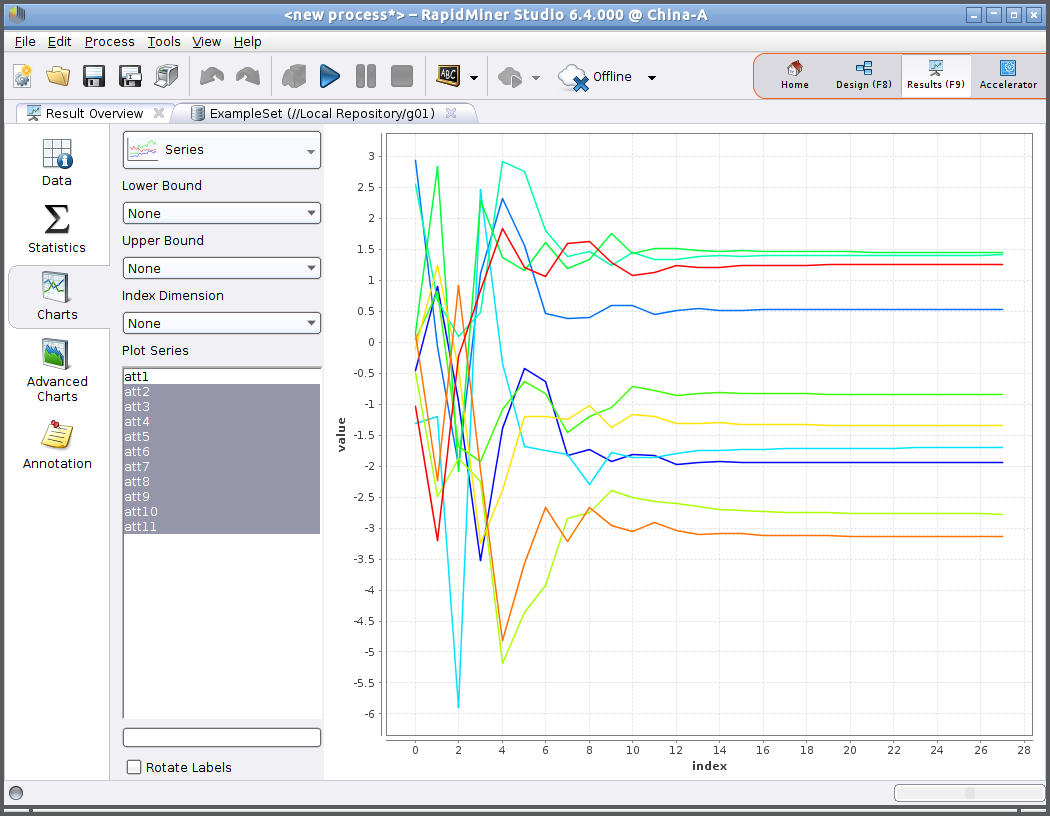 <new process*> – RapidMiner Studio 6.4.000 @ China-A
File Edit Process Tools View Help
ABC Offline
Home Design (F8) Results (F9) Accelerator
Result Overview ExampleSet (//Local Repository/g01)
Data
Statistics
Charts
Advanced
Charts
Annotation
Series
Lower Bound
None
Upper Bound
None
Index Dimension
None
Plot Series
att1
att2
att3
att4
att5
att6
att7
att8
att9
att10
att11
Rotate Labels
value
3
2.5
2
1.5
1
0.5
0
-0.5
-1
-1.5
-2
-2.5
-3
-3.5
-4
-4.5
-5
-5.5
-6
0 2 4 6 8 10 12 14 16 18 20 22 24 26 28
index